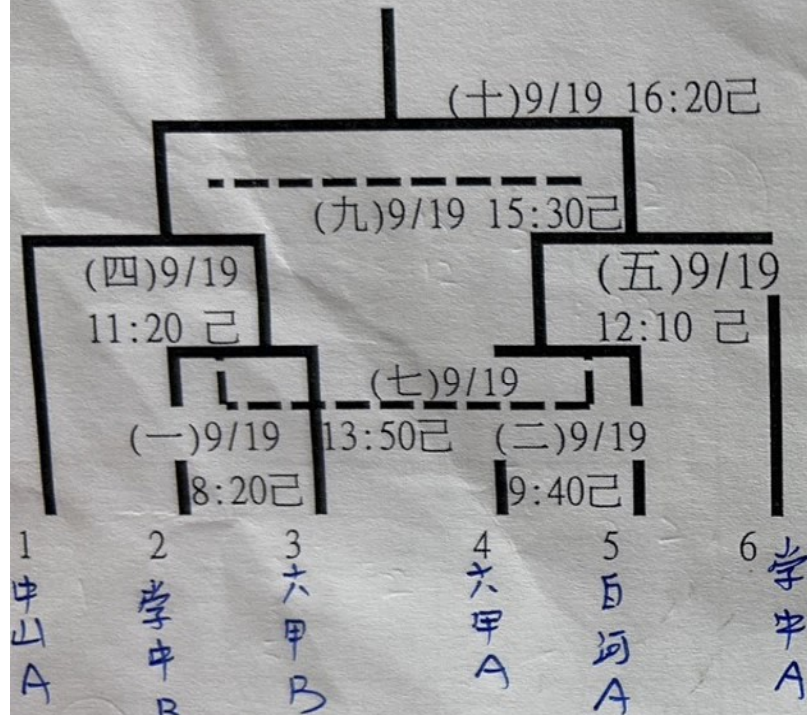 (十)9/19 16:20己
(九)9/19 15:30己
(四)9/19
11:20 己
(五)9/19
12:10 己
(七)9/19
13:50己
(一)9/19
8:20己
(二)9/19
9:40己
1
2
3
4
5
6
中山A
学中B
六甲B
六甲A
白河A
学中A